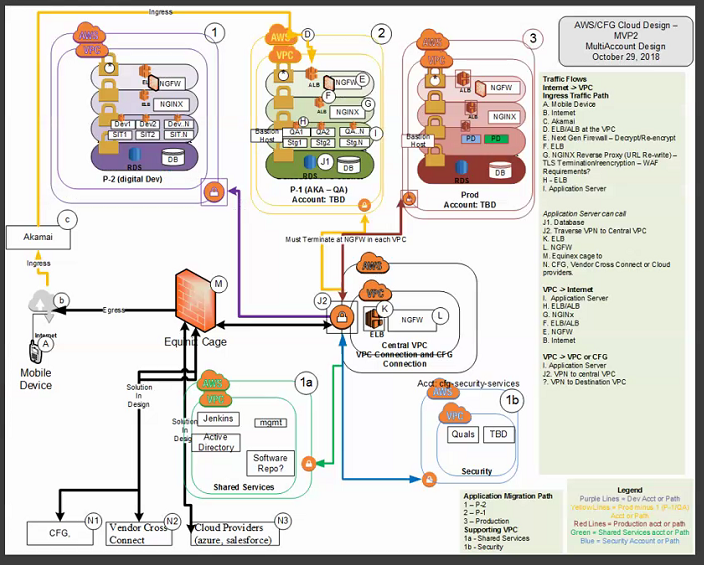 AWS/CFG Cloud Design –
MVP2
MultiAccount Design
October 29, 2018
Ingress
1
AWS
VPC
ELB
NGFW
ELB
NGINX
Dev1
Dev2
Dev..N
SIT1
SIT2
SIT.N
RDS
DB
P-2 (digital Dev)
2
AWS
VPC
D
ALB
NGFW
E
F
ALB
NGINX
G
H
Bastion
Host
QA1
QA2
QA..N
I
Stg1
Stg2
Stg.N
RDS
J1
DB
P-1 (AKA – QA)
Account: TBD
3
AWS
VPC
ALB
NGFW
ALB
NGINX
Bastion
Host
PD
PD
RDS
DB
Prod
Account: TBD
Traffic Flows
Internet -> VPC
Ingress Traffic Path
A. Mobile Device
B. Internet
C. Akamai
D. ELB/ALB at the VPC
E. Next Gen Firewall – Decrypt/Re-encrypt
F. ELB
G. NGINX Reverse Proxy (URL Re-write) –
TLS Termination/reencryption – WAF
Requirements?
H - ELB
I. Application Server
Application Server can call
J1. Database
J2. Traverse VPN to Central VPC
K. ELB
L. NGFW
M. Equinex cage to
N. CFG, Vendor Cross Connect or Cloud
providers.
VPC > Internet
I. Application Server
H. ELB/ALB
G. NGINx
F. ELB/ALB
E. NGFW
B. Internet
VPC > VPC or CFG
I. Application Server
J2. VPN to central VPC
?. VPN to Destination VPC
C
Akamai
Ingress
b
Internet
A
Mobile
Device
Egress
M
Cage
Must Terminate at NGFW in each VPC
J2
AWS
VPC
K
ELB
NGFW
L
Central VPC
VPC Connection and CFG
Connection
Solution
In
Design
Solution
In
Design
1a
AWS
VPC
Jenkins
mgmt
Active
Directory
Software
Repo?
Shared Services
Acct: cfg-security-services
1b
AWS
VPC
Quals
TBD
Security
CFG,
N1
Vendor Cross
Connect
N2
Cloud Providers
(azure, salesforce)
N3
Application Migration Path
1 – P-2
2 – P-1
3 – Production
Supporting VPC
1a - Shared Services
1b - Security
Legend
Purple Lines = Dev Acct or Path
Yellow Lines = Prod minus 1 (P-1/QA)
Acct or Path
Red Lines = Production acct or path
Green = Shared Services acct or Path
Blue = Security Account or Path